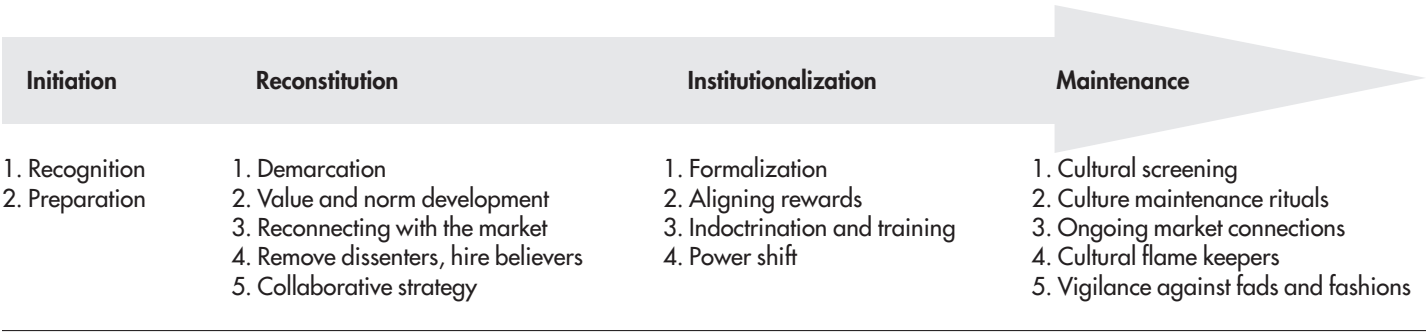 Initiation
Reconstitution
Institutionalization
Maintenance
1. Recognition
2. Preparation
1. Demarcation
2. Value and norm development
3. Reconnecting with the market
4. Remove dissenters, hire believers
5. Collaborative strategy
1. Formalization
2. Aligning rewards
3. Indoctrination and training
4. Power shift
1. Cultural screening
2. Culture maintenance rituals
3. Ongoing market connections
4. Cultural flame keepers
5. Vigilance against fads and fashions